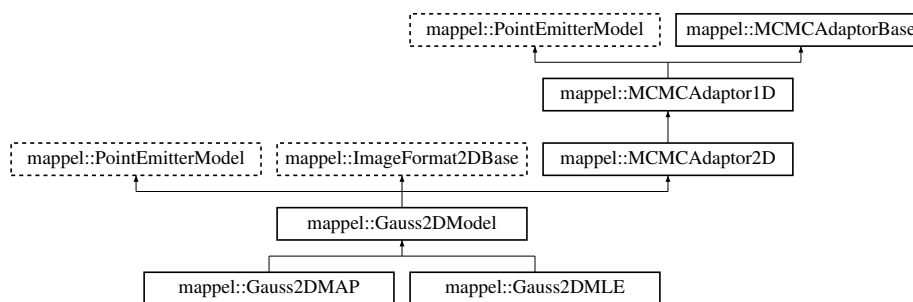 mappel::PointEmitterModel
mappel::MCMCAdaptorBase
mappel::MCMCAdaptor1D
mappel::PointEmitterModel
mappel::ImageFormat2DBase
mappel::MCMCAdaptor2D
mappel::Gauss2DModel
mappel::Gauss2DMAP
mappel::Gauss2DMLE